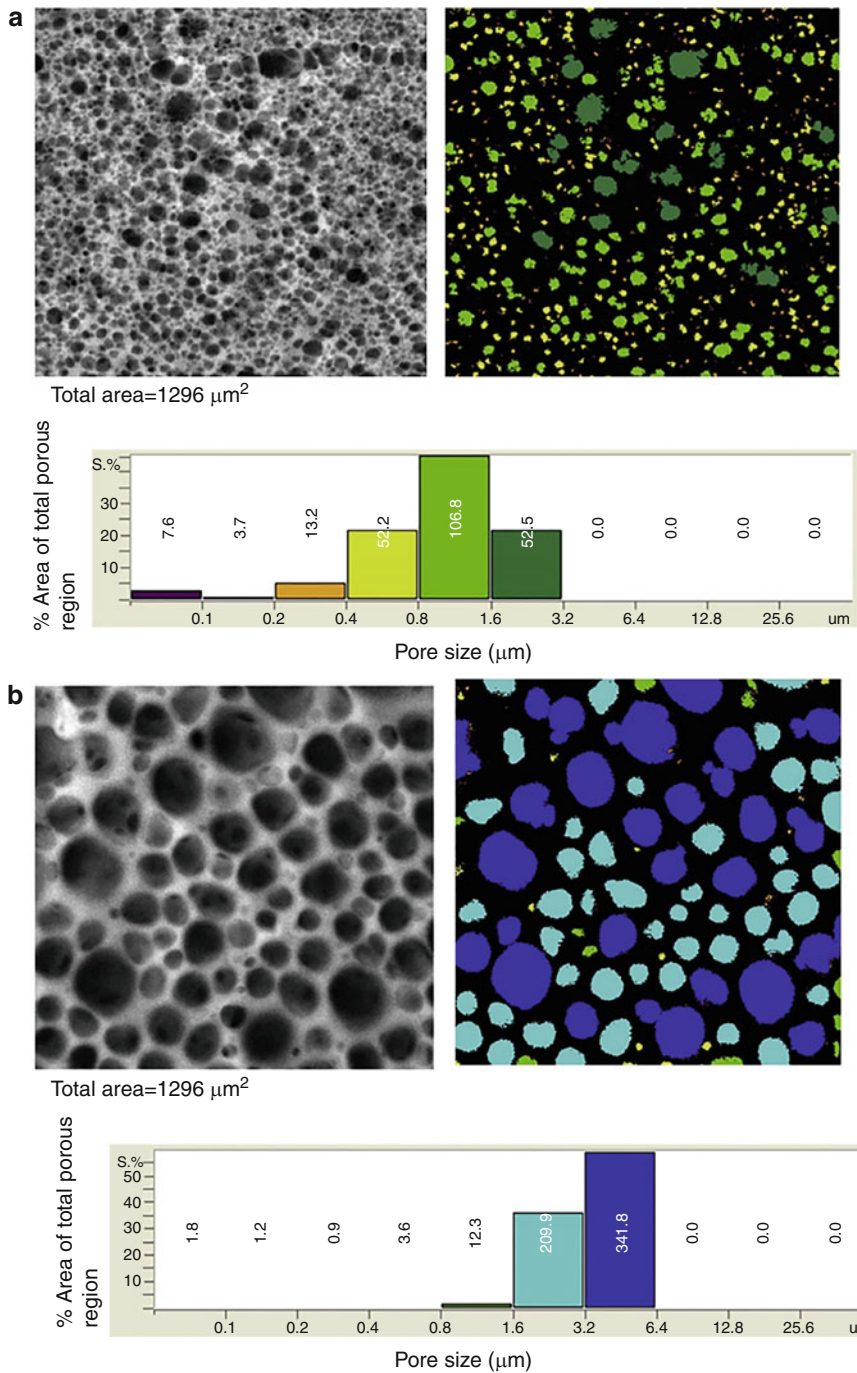 a
Total area=1296 μm²
% Area of total porous
region
S.%
30
20
10
7.6 3.7 13.2 52.2 106.8 52.5 0.0 0.0 0.0 0.0
0.1 0.2 0.4 0.8 1.6 3.2 6.4 12.8 25.6 um
Pore size (μm)
b
Total area=1296 μm²
% Area of total porous
region
S.%
50
40
30
20
10
1.8 1.2 0.9 3.6 12.3 209.9 341.8 0.0 0.0 0.0
0.1 0.2 0.4 0.8 1.6 3.2 6.4 12.8 25.6 u
Pore size (μm)